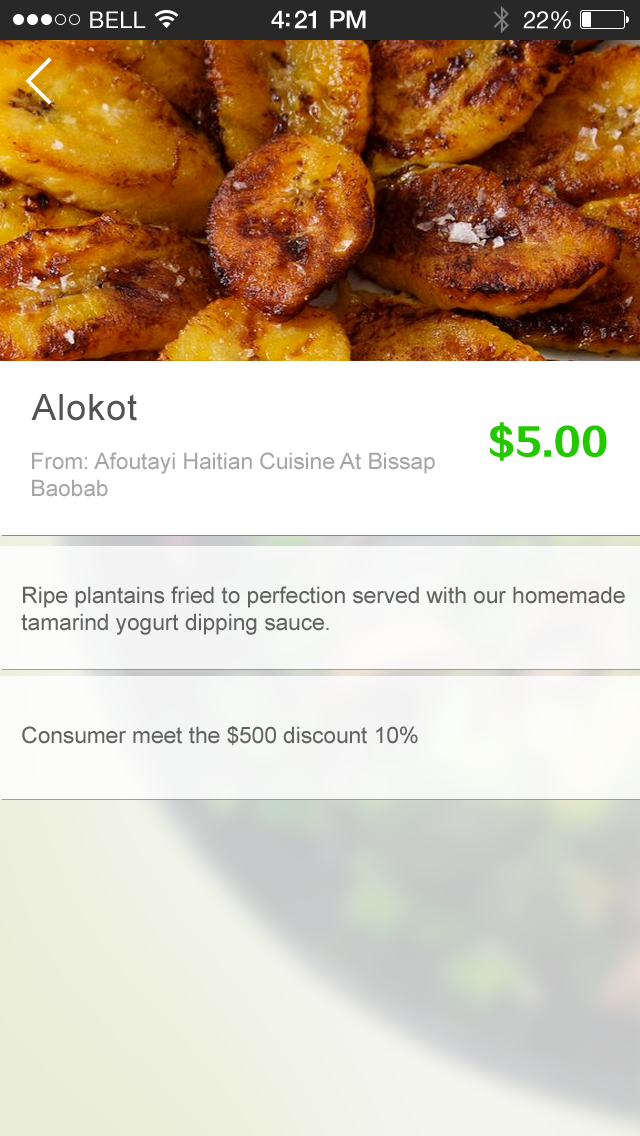 BELL 4:21 PM 22%
Alokot
$5.00
From: Afoutayi Haitian Cuisine At Bissap
Baobab
Ripe plantains fried to perfection served with our homemade
tamarind yogurt dipping sauce.
Consumer meet the $500 discount 10%